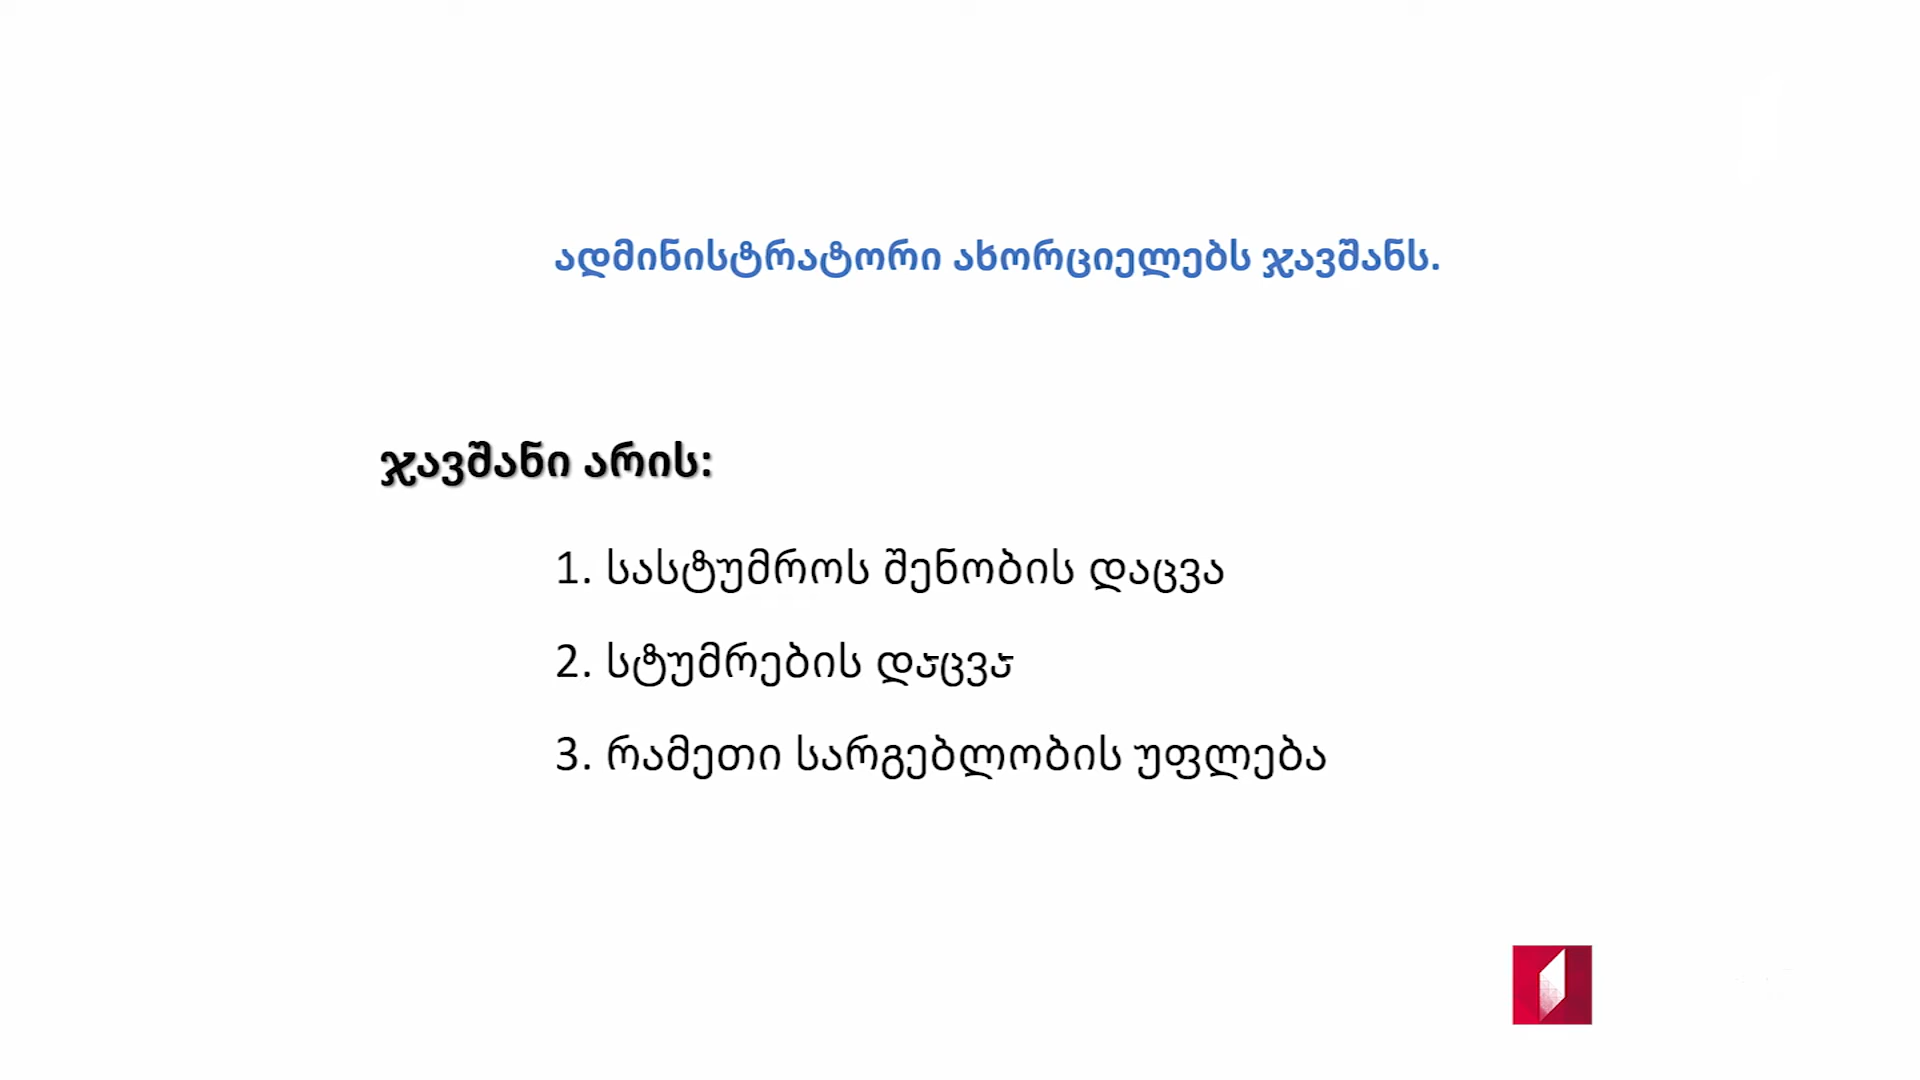 ადმინისტრატორი ახორციელებს ჯავშანს.
ჯავშანი არის:
1. სასტუმროს შენობის დაცვა
2. სტუმრების დაცვა
3. რამეთი სარგებლობის უფლება